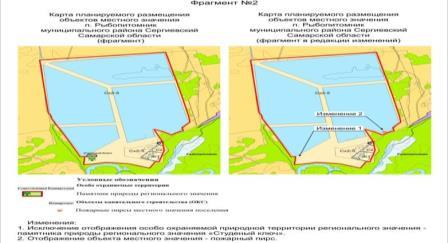 Фрагмент №2
Карта планируемого размещения
объектов местного значения
п. Рыбопитомник
муниципального района Сергиевский
Самарской области
(фрагмент)
Карта планируемого размещения
объектов местного значения
п. Рыбопитомник
муниципального района Сергиевский
Самарской области
(фрагмент в редакции изменений)
Изменение 2
Изменение 1
Условные обозначения
Особо охраняемые территории
Памятники природы регионального значения
Объекты капитального строительства (ОКС)
Пожарные пирсы местного значения поселения
Изменения:
1. Исключение отображения особо охраняемой природной территории регионального значения -
памятника природы регионального значения «Студеный ключ».
2. Отображение объекта местного значения - пожарный пирс.